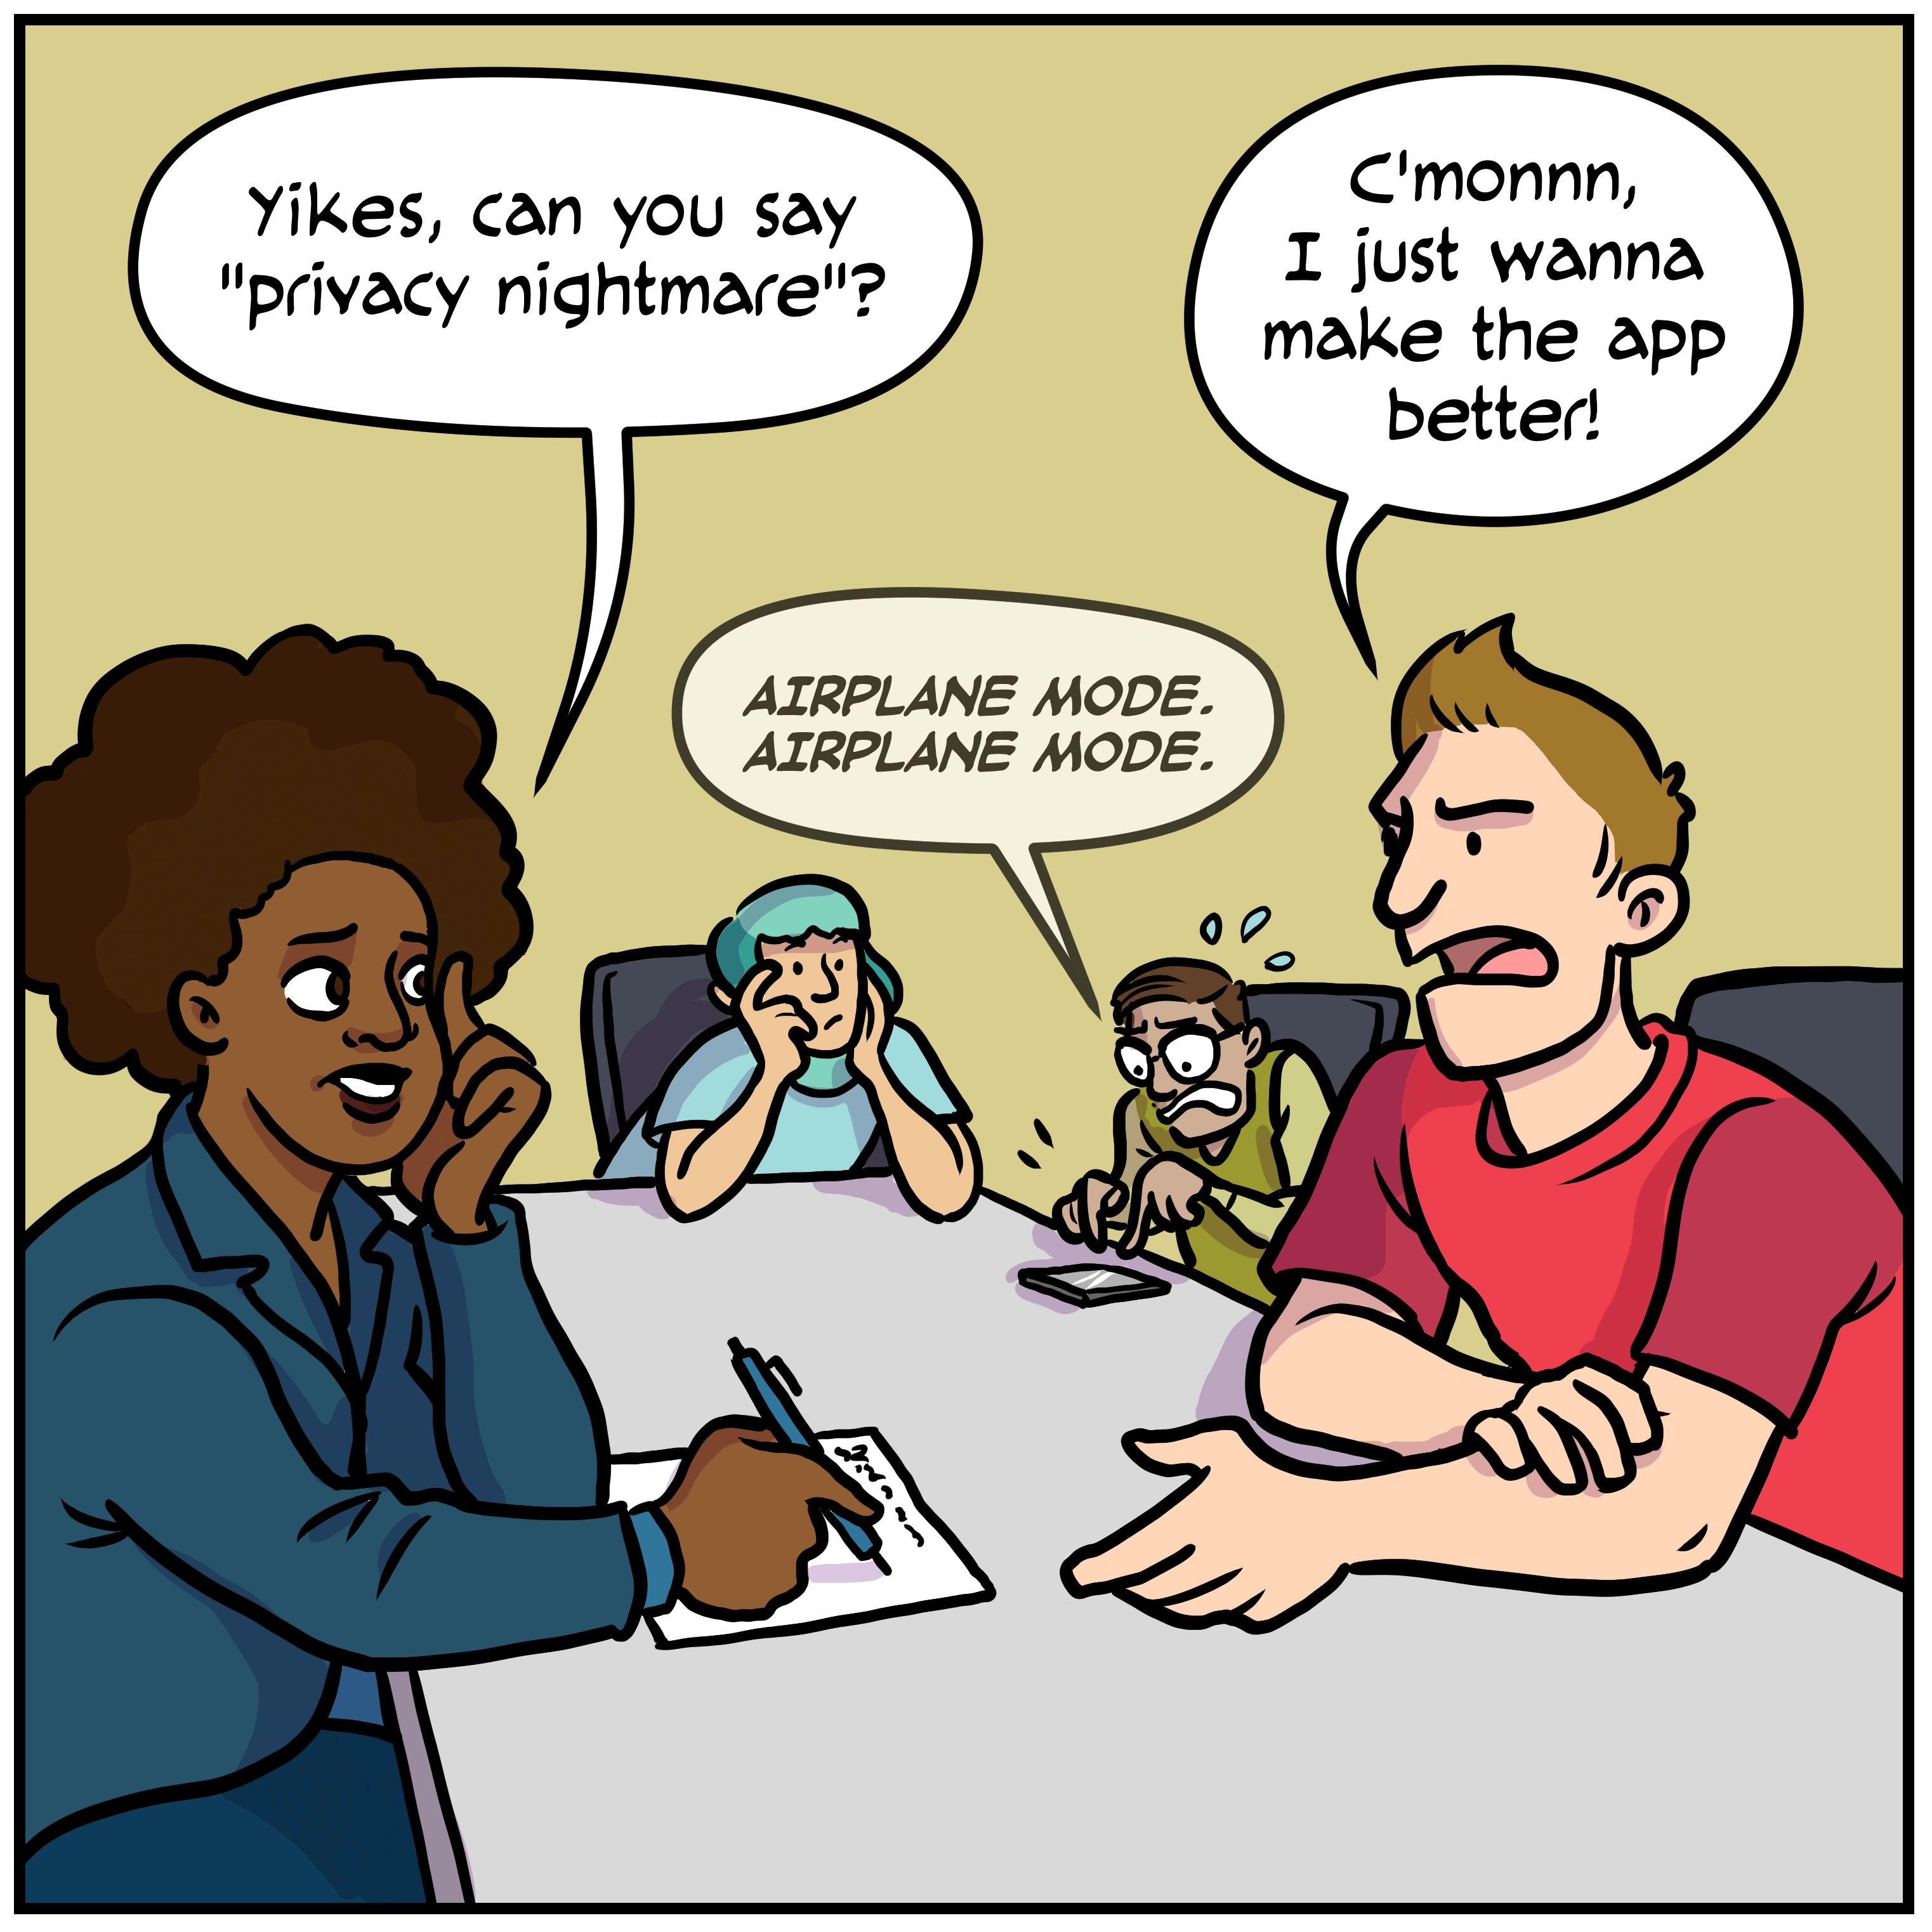 Yikes, can you say
"privacy nightmare"?
C'monnn,
I just wanna
make the app
better!
AIRPLANE MODE.
AIRPLANE MODE.